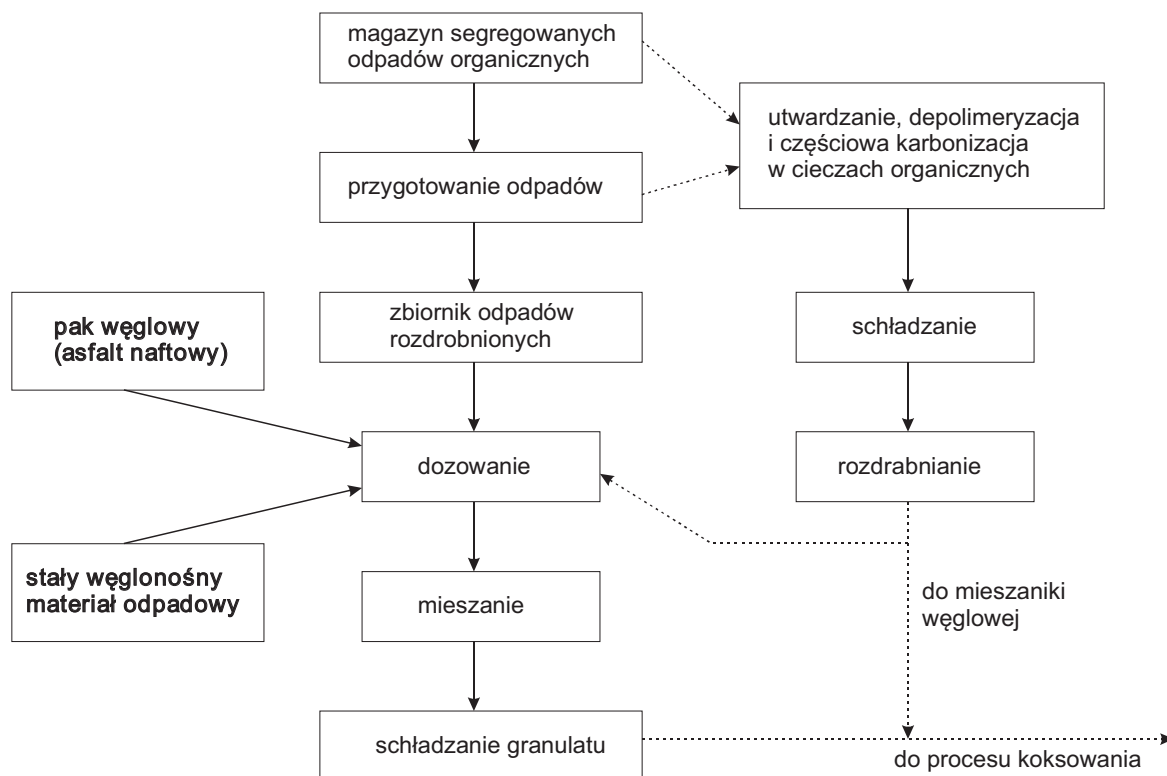 magazyn segregowanych
odpadów organicznych
utwardzanie, depolimeryzacja
i częściowa karbonizacja
w cieczach organicznych
przygotowanie odpadów
zbiornik odpadów
rozdrobnionych
schładzanie
pak węglowy
(asfalt naftowy)
dozowanie
rozdrabnianie
stały węglonośny
materiał odpadowy
mieszanie
do mieszaniki
węglowej
schładzanie granulatu
do procesu koksowania